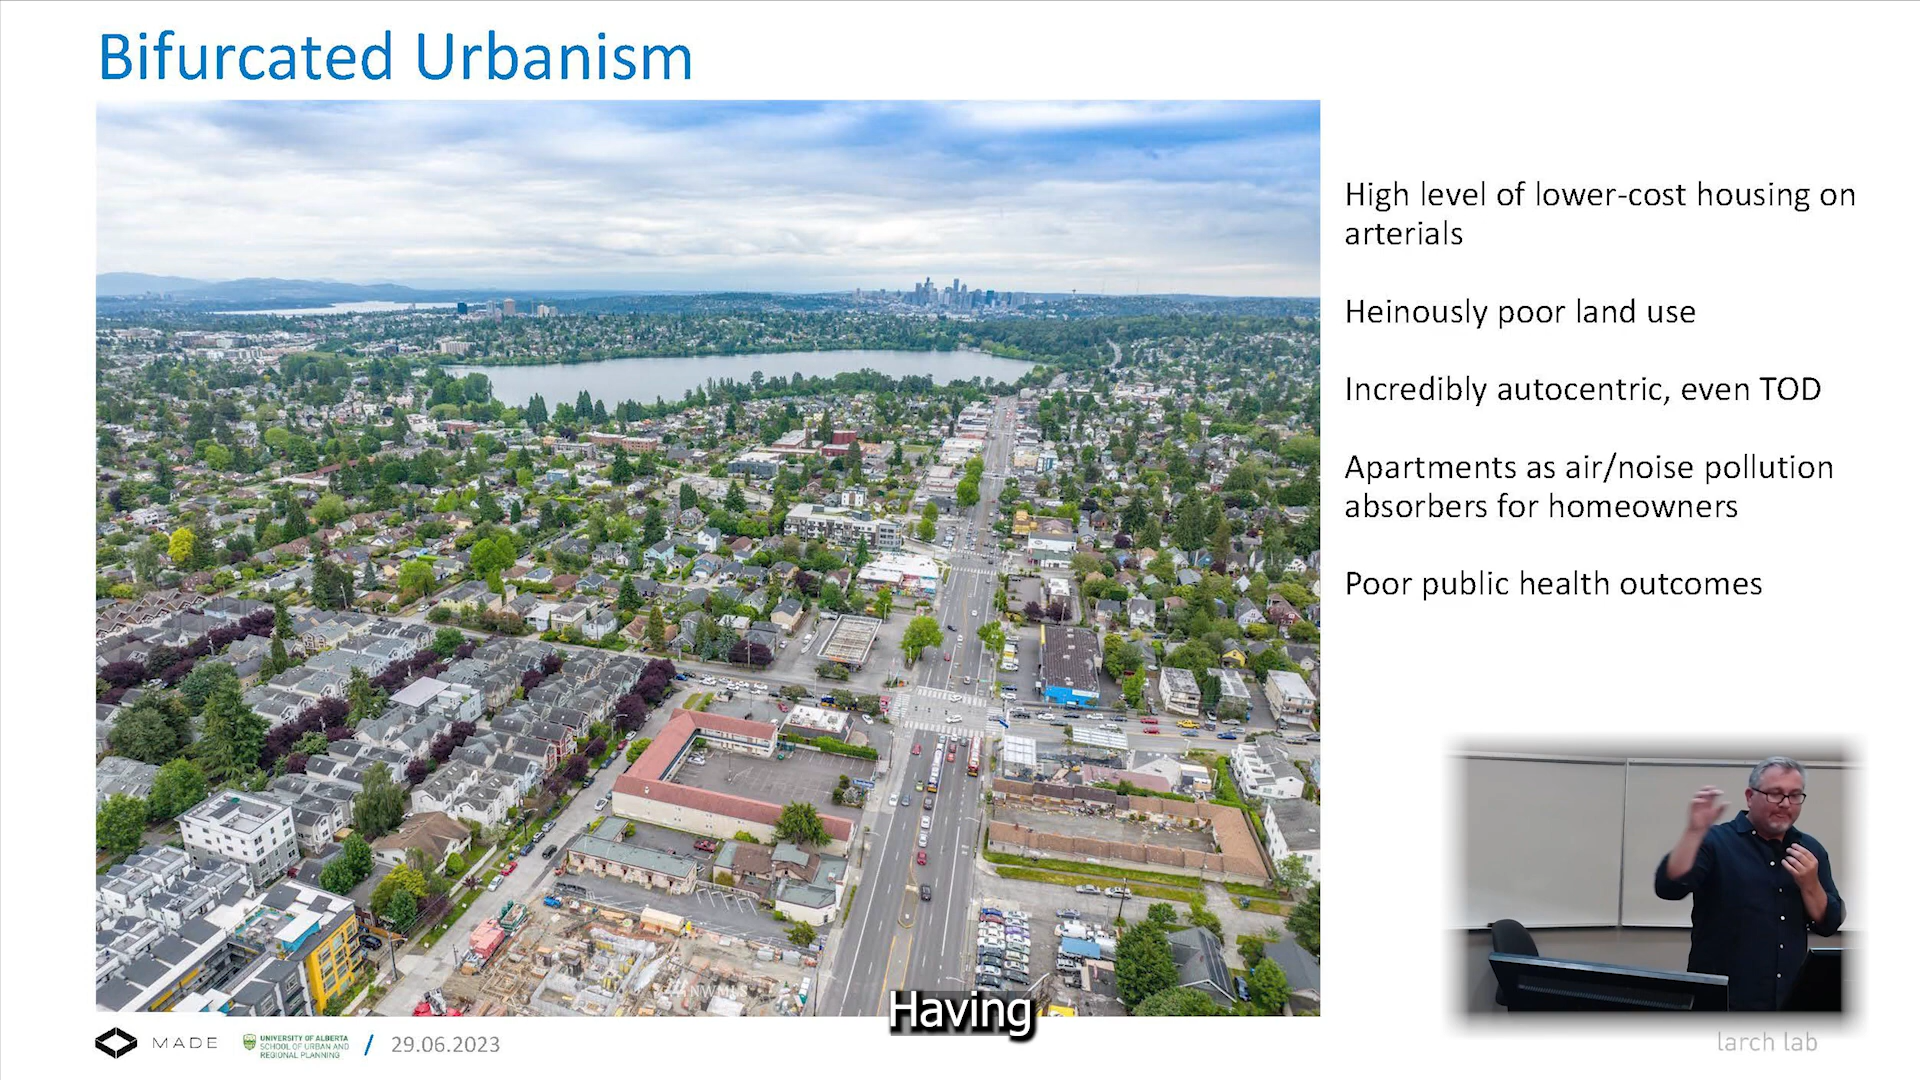 Bifurcated Urbanism
High level of lower-cost housing on
arterials
Heinously poor land use
Incredibly autocentric, even TOD
Apartments as air/noise pollution
absorbers for homeowners
Poor public health outcomes
NWMLS
Having
MADE
UNIVERSITY OF ALBERTA
SCHOOL OF URBAN AND
REGIONAL PLANNING
/ 29.06.2023
larch lab